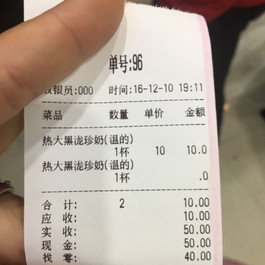 单号:96
收银员:000 时间:16-12-10 19:11
菜品 数量 单价 金额
热大黑泷珍奶(温的)
1杯 10 10.0
热大黑泷珍奶(温的)
1杯 .0
合 计: 2 10.00
应 收: 10.00
实 收: 50.00
现 金: 50.00
找 零: 40.00